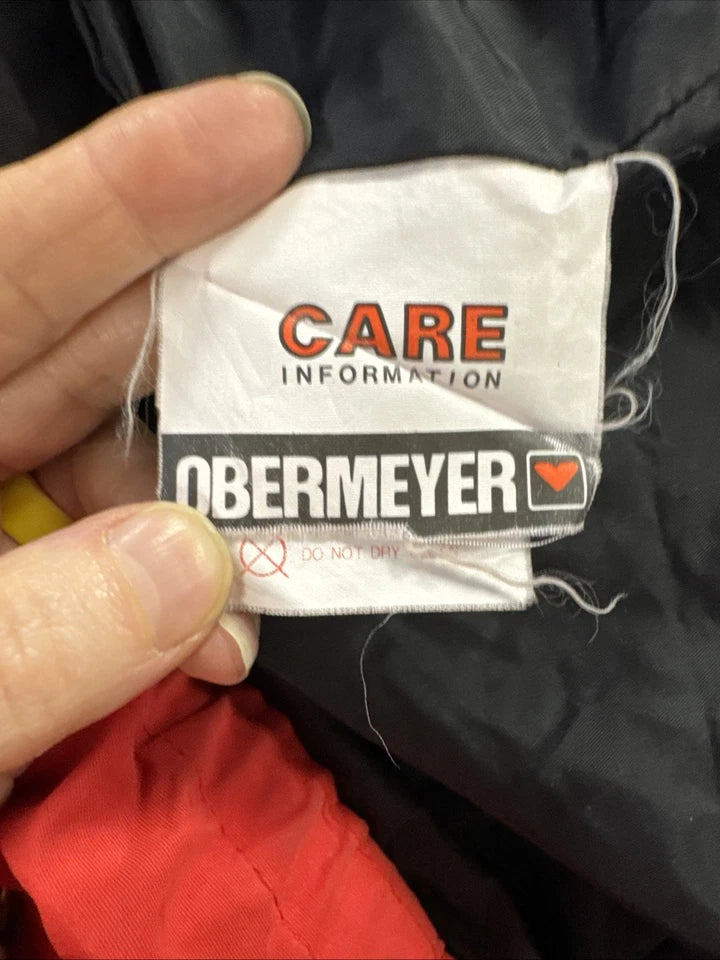 CARE
INFORMATION
OBERMEYER
DO NOT DRY